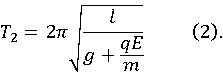 T₂ = 2π√(l / (g + qE/m)) (2).